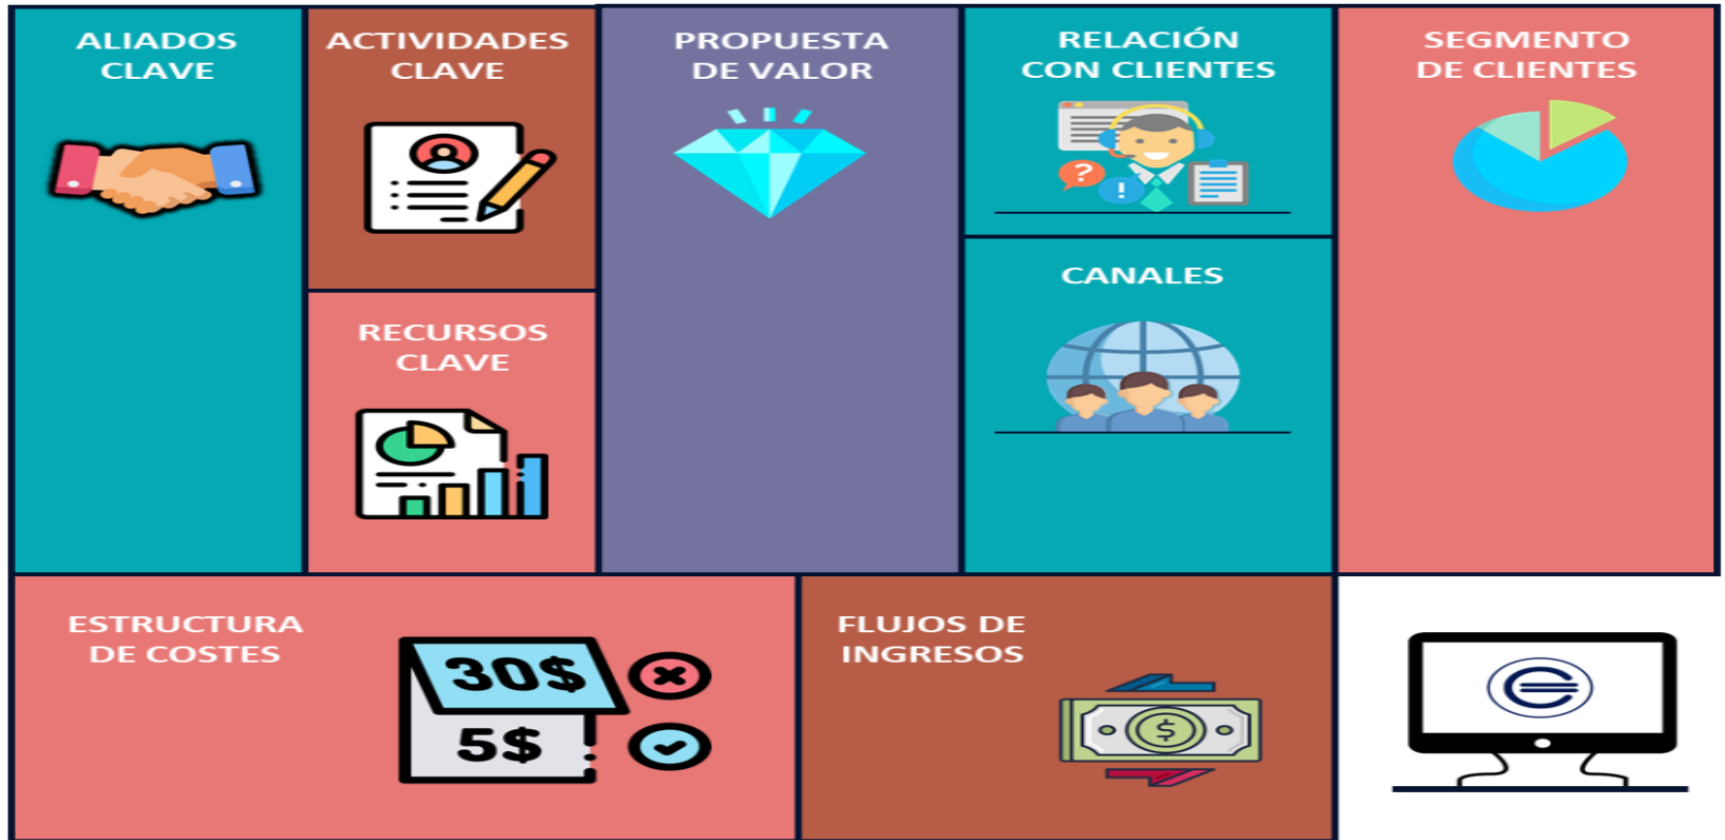 ALIADOS
CLAVE
ACTIVIDADES
CLAVE
PROPUESTA
DE VALOR
RELACIÓN
CON CLIENTES
SEGMENTO
DE CLIENTES
?
!
RECURSOS
CLAVE
CANALES
ESTRUCTURA
DE COSTES
30$
5$
FLUJOS DE
INGRESOS
$